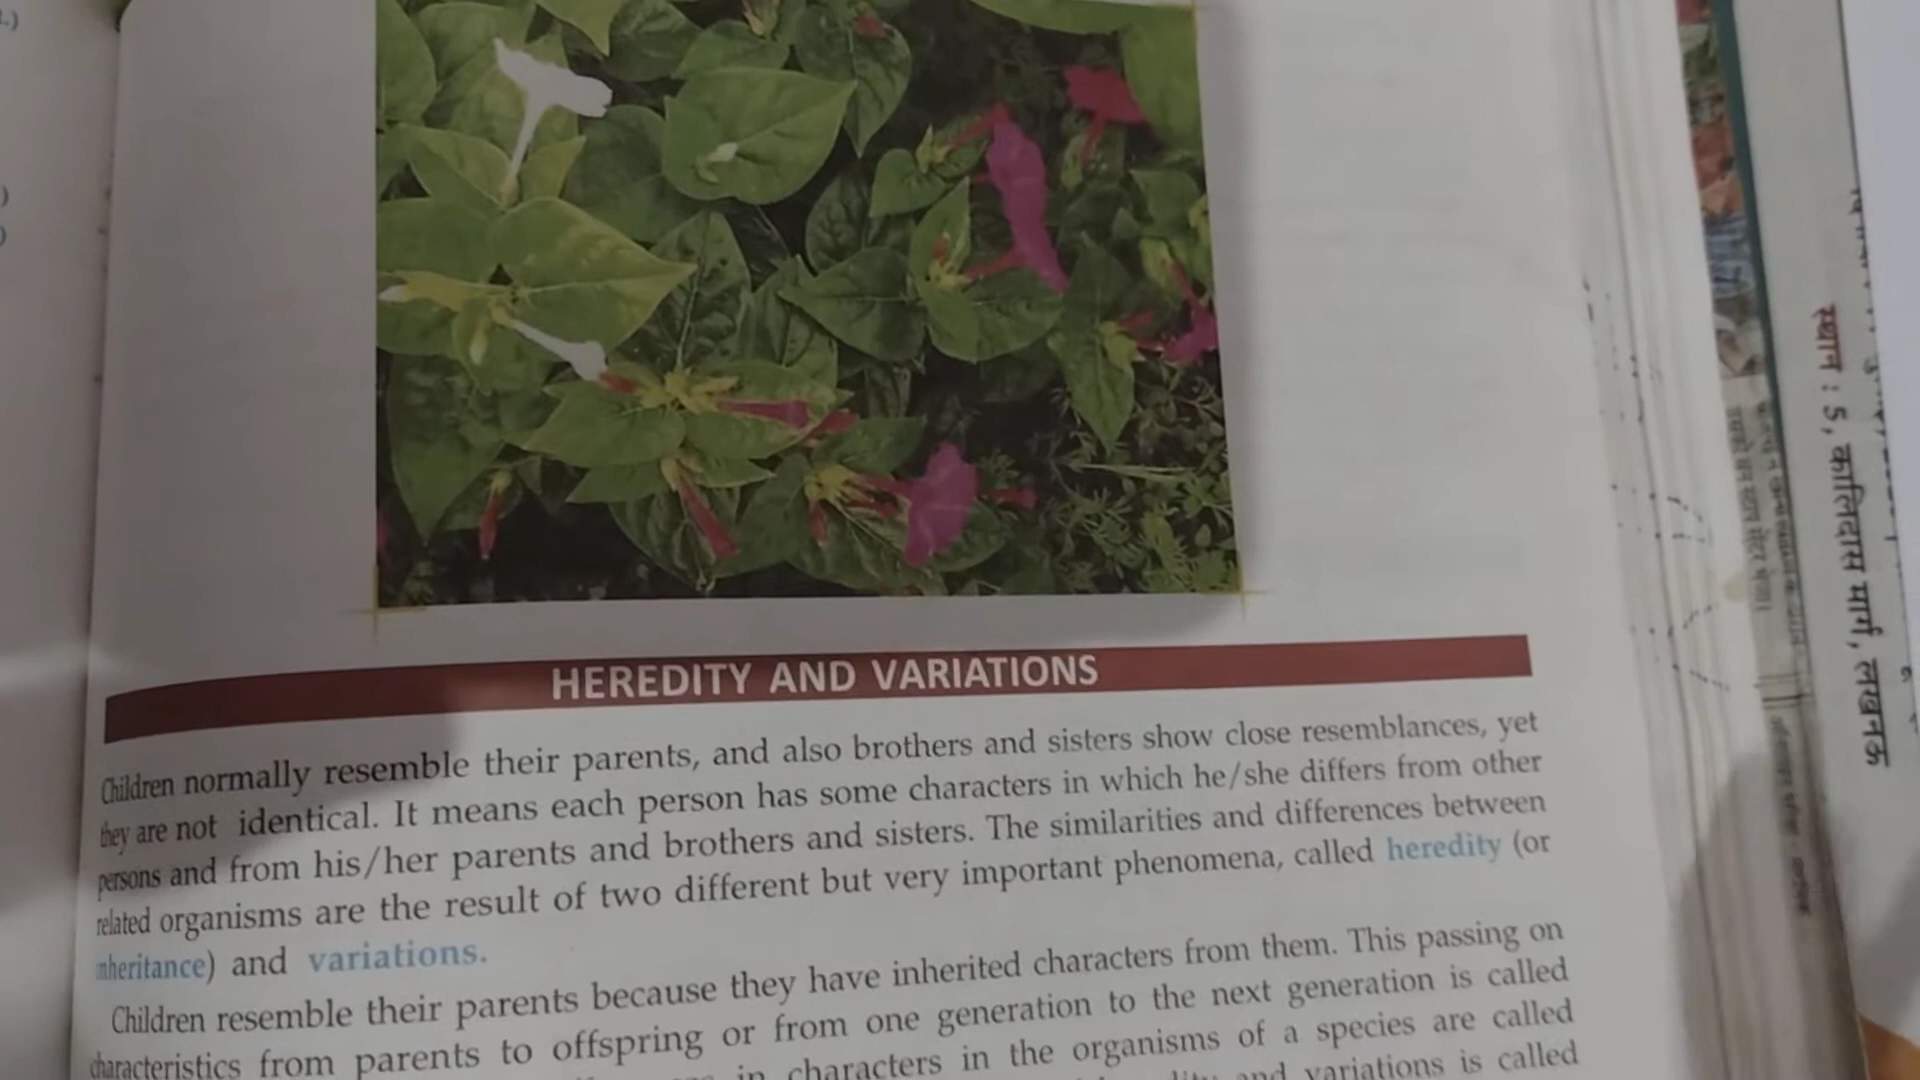 HEREDITY AND VARIATIONS
Children normally resemble their parents, and also brothers and sisters show close resemblances, yet
they are not identical. It means each person has some characters in which he/she differs from other
persons and from his/her parents and brothers and sisters. The similarities and differences between
related organisms are the result of two different but very important phenomena, called heredity (or
inheritance) and variations.
Children resemble their parents because they have inherited characters from them. This passing on
characteristics from parents to offspring or from one generation to the next generation is called
in characters in the organisms of a species are called
and variations is called
स्थान : 5, कालिदास मार्ग, लखनऊ